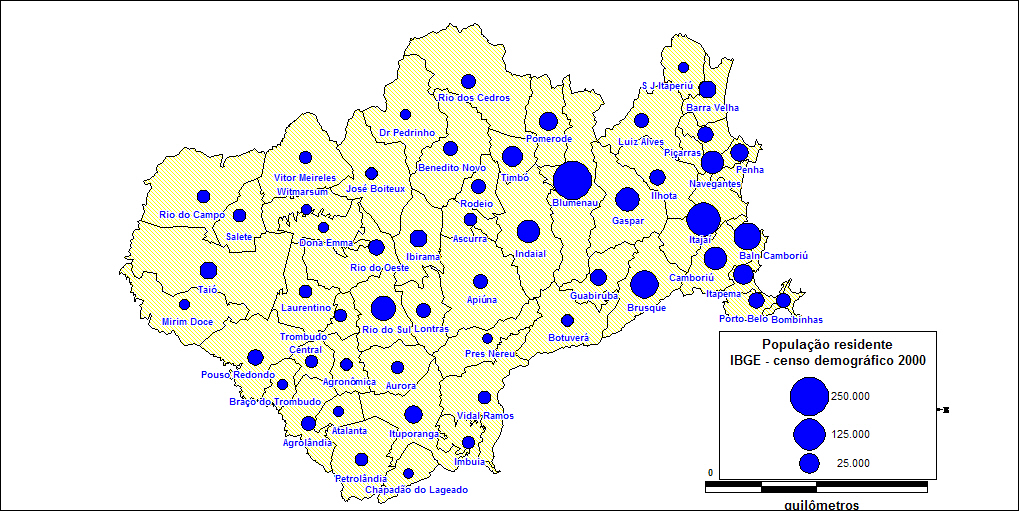 S J Itaperiú
Rio dos Cedros
Barra Velha
Dr Pedrinho
Pomerode
Luiz Alves
Piçarras
Benedito Novo
Penha
Vitor Meireles
Timbó
Navegantes
José Boiteux
Witmarsum
Ilhota
Rodeio
Blumenau
Rio do Campo
Gaspar
Salete
Ascurra
Itajaí
Dona Emma
Indaial
Ibirama
Baln Camboriú
Rio do Oeste
Camboriú
Taió
Apiúna
Guabiruba
Itapema
Laurentino
Brusque
Mirim Doce
Rio do Sul
Lontras
Porto Belo
Bombinhas
Trombudo
Central
Botuverá
Pres Nereu
Pouso Redondo
Agronômica
Aurora
Braço do Trombudo
Vidal Ramos
Atalanta
Ituporanga
Agrolândia
Imbuia
Petrolândia
Chapadão do Lageado
População residente
IBGE - censo demográfico 2000
250.000
125.000
25.000
0
quilômetros